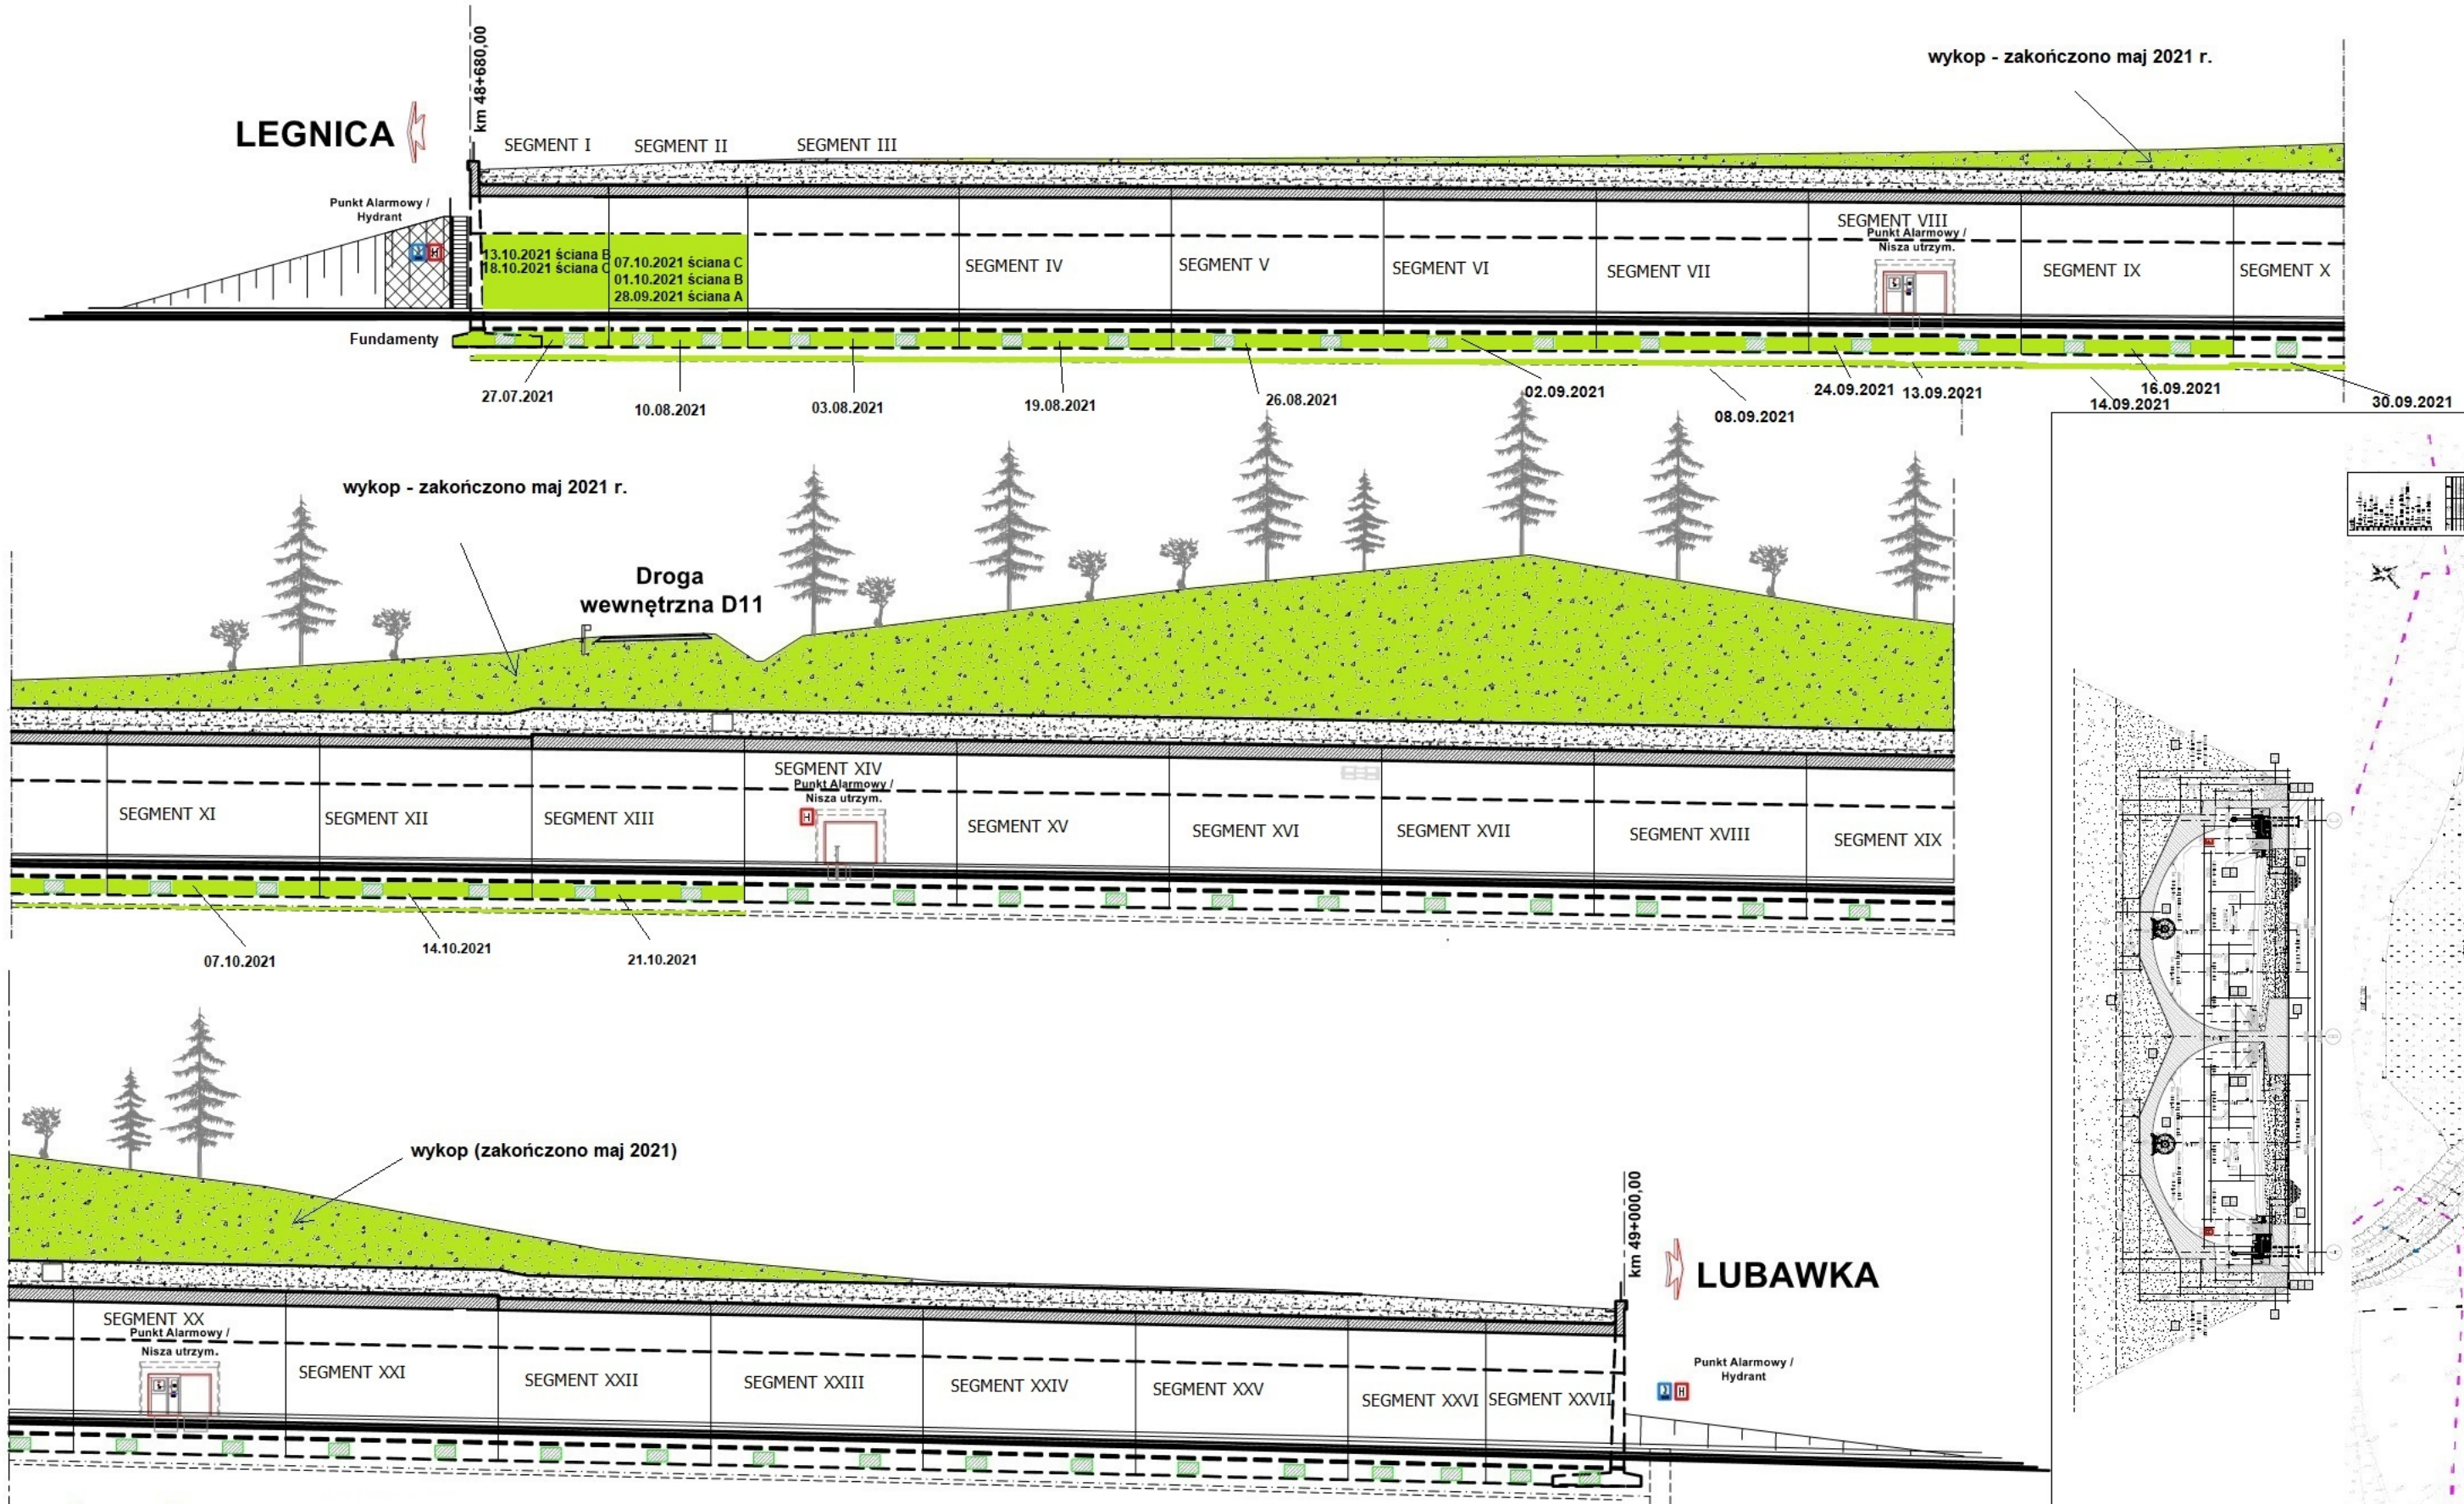 wykop - zakończono maj 2021 r.
km 48+680,00
LEGNICA
SEGMENT I
SEGMENT II
SEGMENT III
Punkt Alarmowy /
Hydrant
H
13.10.2021 ściana B
18.10.2021 ściana C
07.10.2021 ściana C
01.10.2021 ściana B
28.09.2021 ściana A
SEGMENT IV
SEGMENT V
SEGMENT VI
SEGMENT VII
SEGMENT VIII
Punkt Alarmowy /
Nisza utrzym.
SEGMENT IX
SEGMENT X
Fundamenty
27.07.2021
10.08.2021
03.08.2021
19.08.2021
26.08.2021
02.09.2021
08.09.2021
24.09.2021
13.09.2021
14.09.2021
16.09.2021
30.09.2021
wykop - zakończono maj 2021 r.
Droga
wewnętrzna D11
SEGMENT XI
SEGMENT XII
SEGMENT XIII
SEGMENT XIV
Punkt Alarmowy /
Nisza utrzym.
H
SEGMENT XV
SEGMENT XVI
SEGMENT XVII
SEGMENT XVIII
SEGMENT XIX
07.10.2021
14.10.2021
21.10.2021
wykop (zakończono maj 2021)
km 49+000,00
LUBAWKA
SEGMENT XX
Punkt Alarmowy /
Nisza utrzym.
SEGMENT XXI
SEGMENT XXII
SEGMENT XXIII
SEGMENT XXIV
SEGMENT XXV
SEGMENT XXVI
SEGMENT XXVII
Punkt Alarmowy /
Hydrant
H